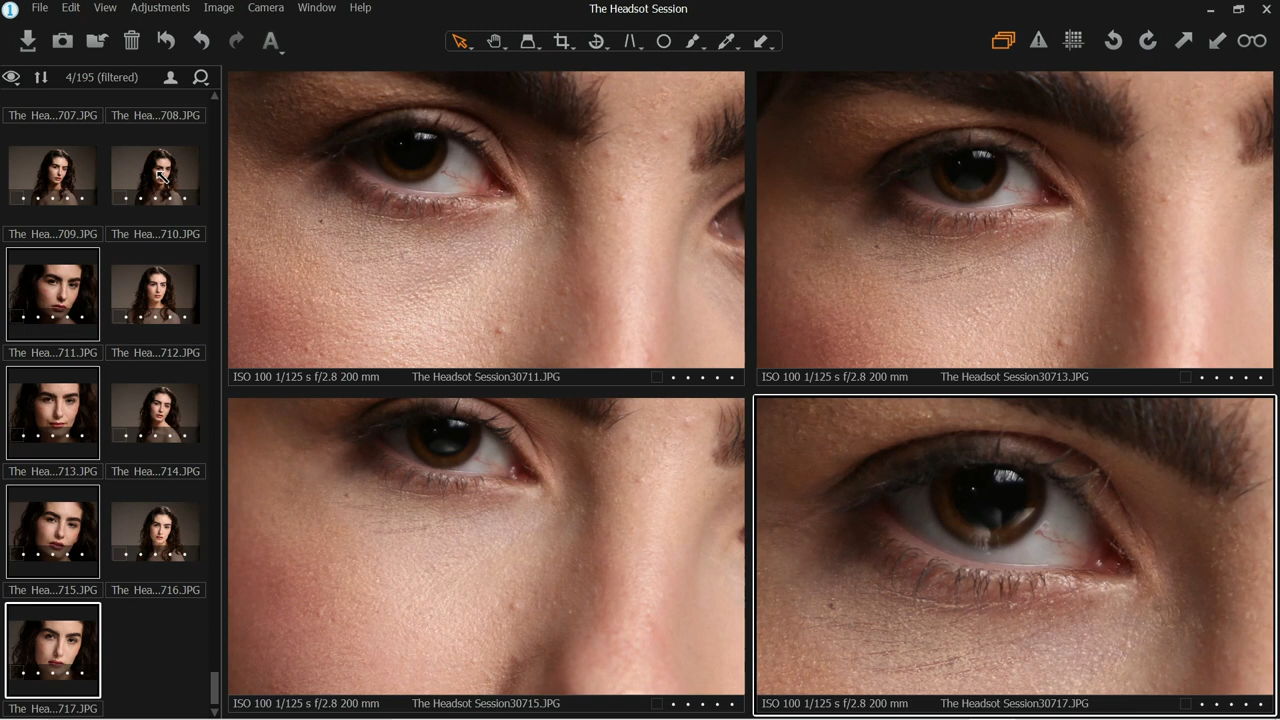 The Headsot Session
1 File Edit View Adjustments Image Camera Window Help
A
4/195 (filtered)
The Hea...707.JPG The Hea...708.JPG
The Hea...709.JPG The Hea...710.JPG
The Hea...711.JPG The Hea...712.JPG
The Hea...713.JPG The Hea...714.JPG
The Hea...715.JPG The Hea...716.JPG
The Hea...717.JPG
ISO 100 1/125 s f/2.8 200 mm The Headsot Session30711.JPG
ISO 100 1/125 s f/2.8 200 mm The Headsot Session30713.JPG
ISO 100 1/125 s f/2.8 200 mm The Headsot Session30715.JPG
ISO 100 1/125 s f/2.8 200 mm The Headsot Session30717.JPG